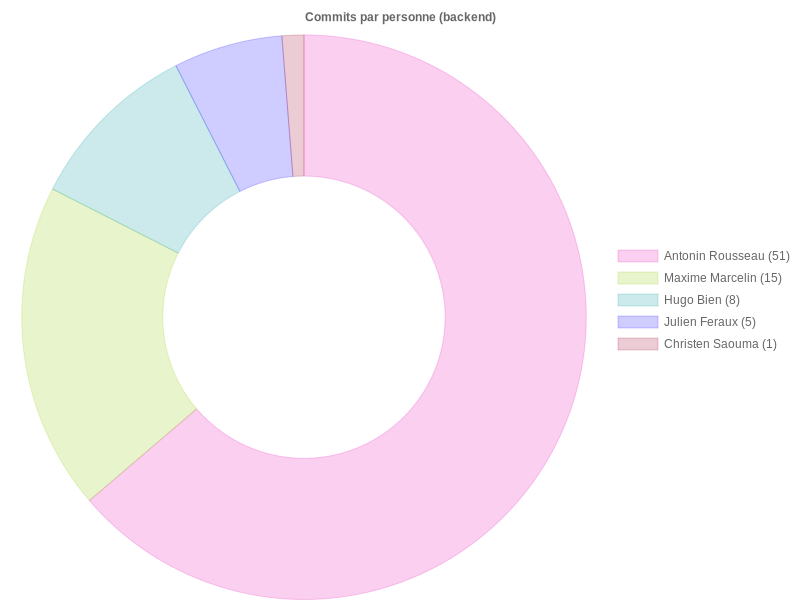 Commits par personne (backend)
Antonin Rousseau (51)
Maxime Marcelin (15)
Hugo Bien (8)
Julien Feraux (5)
Christen Saouma (1)